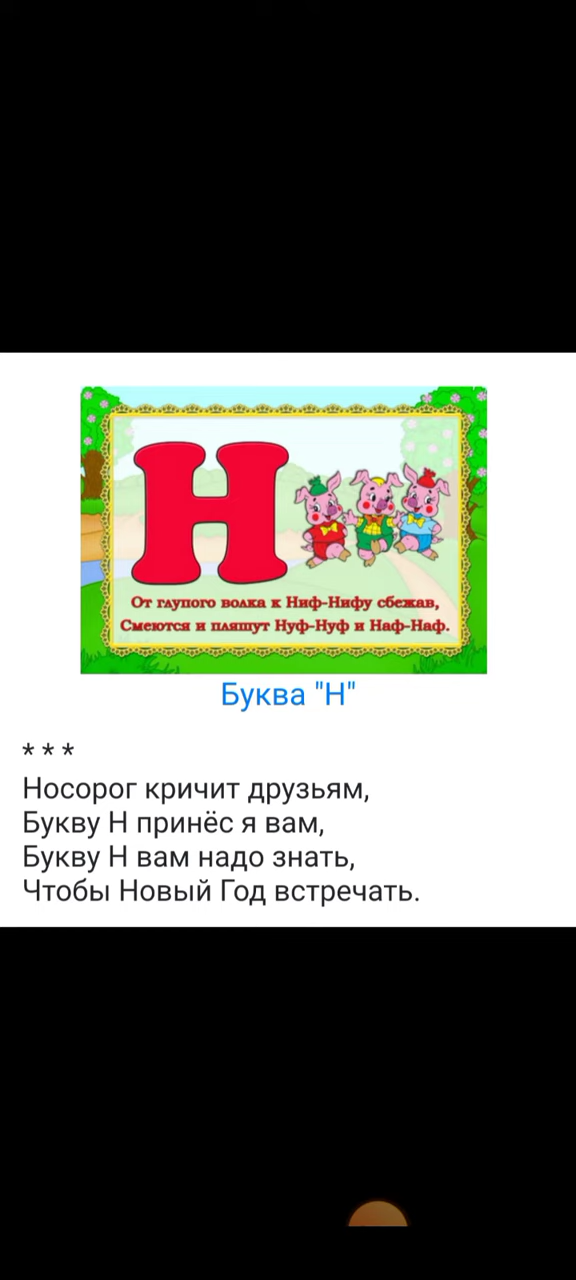 Н
От глупого волка к Ниф-Нифу сбежав,
Смеются и пляшут Нуф-Нуф и Наф-Наф.
Буква "Н"
* * *
Носорог кричит друзьям,
Букву Н принёс я вам,
Букву Н вам надо знать,
Чтобы Новый Год встречать.